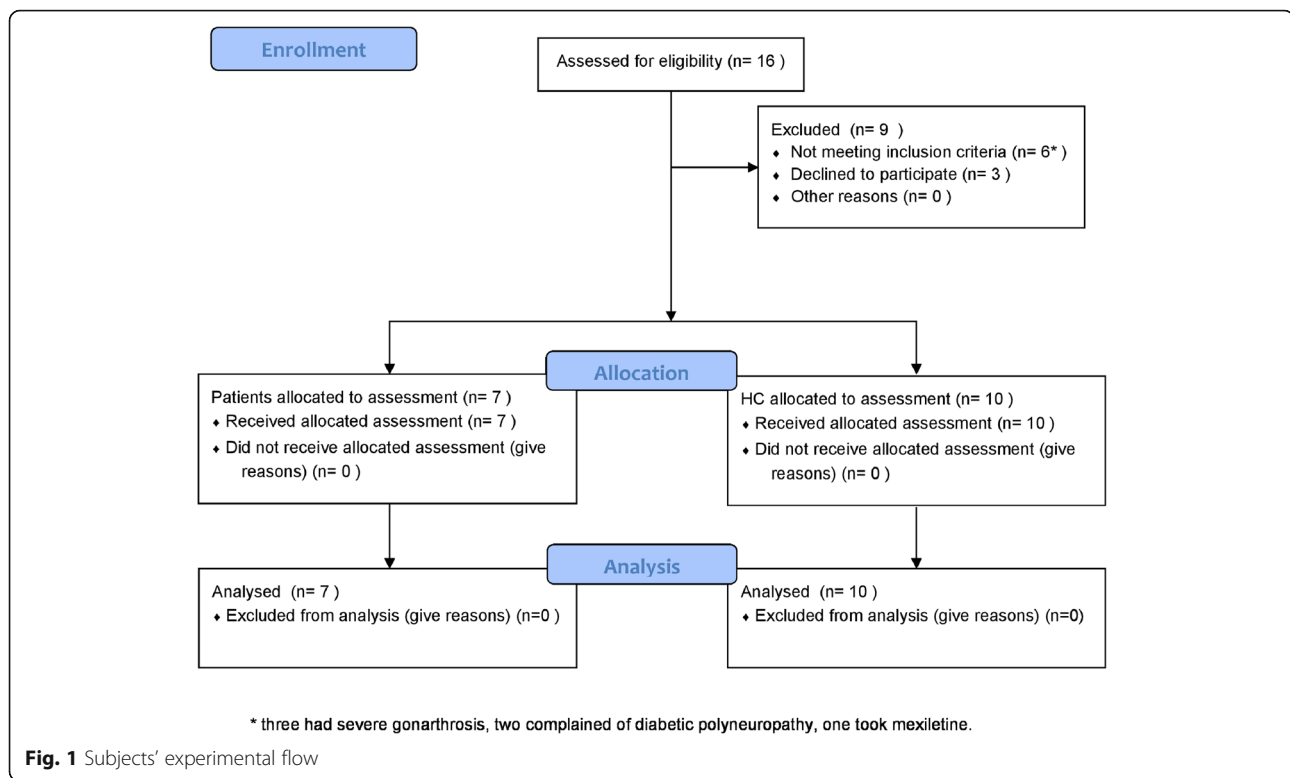 Enrollment
Assessed for eligibility (n= 16 )
Excluded (n= 9 )
♦ Not meeting inclusion criteria (n= 6* )
♦ Declined to participate (n= 3 )
♦ Other reasons (n= 0 )
Allocation
Patients allocated to assessment (n= 7 )
♦ Received allocated assessment (n= 7 )
♦ Did not receive allocated assessment (give
reasons) (n= 0 )
HC allocated to assessment (n= 10 )
♦ Received allocated assessment (n= 10 )
♦ Did not receive allocated assessment (give
reasons) (n= 0 )
Analysis
Analysed (n= 7 )
♦ Excluded from analysis (give reasons) (n=0 )
Analysed (n= 10 )
♦ Excluded from analysis (give reasons) (n=0)
* three had severe gonarthrosis, two complained of diabetic polyneuropathy, one took mexiletine.
Fig. 1 Subjects’ experimental flow